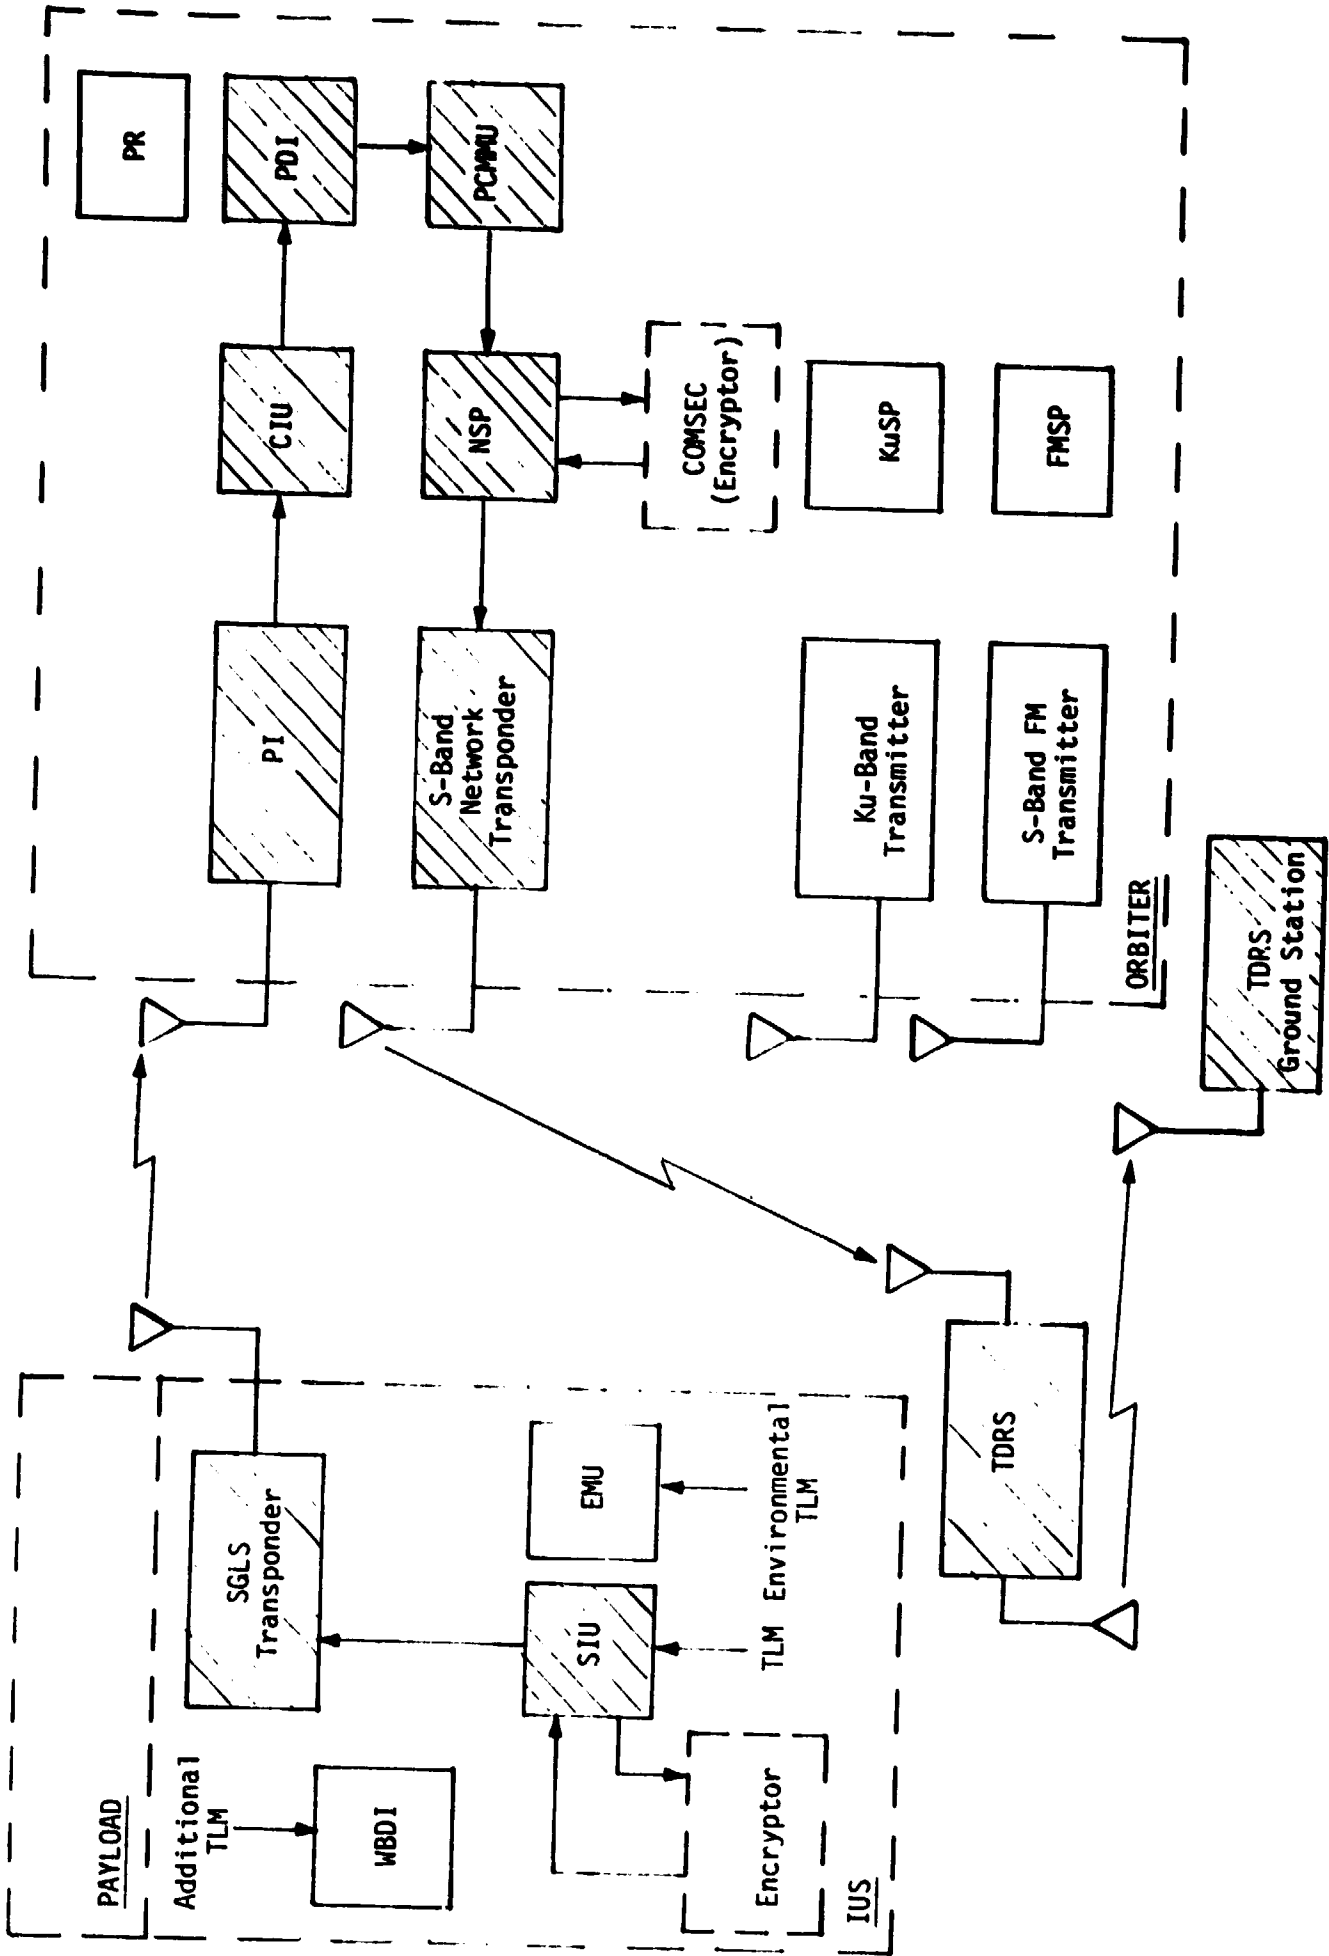 PAYLOAD
Additional
TLM
WBDI
SGLS
Transponder
SIU
EMU
TLM
Environmental
TLM
Encryptor
IUS
PI
CIU
PDI
PR
S-Band
Network
Transponder
NSP
PCMMU
COMSEC
(Encryptor)
Ku-Band
Transmitter
KuSP
S-Band FM
Transmitter
FMSP
ORBITER
TDRS
TDRS
Ground Station